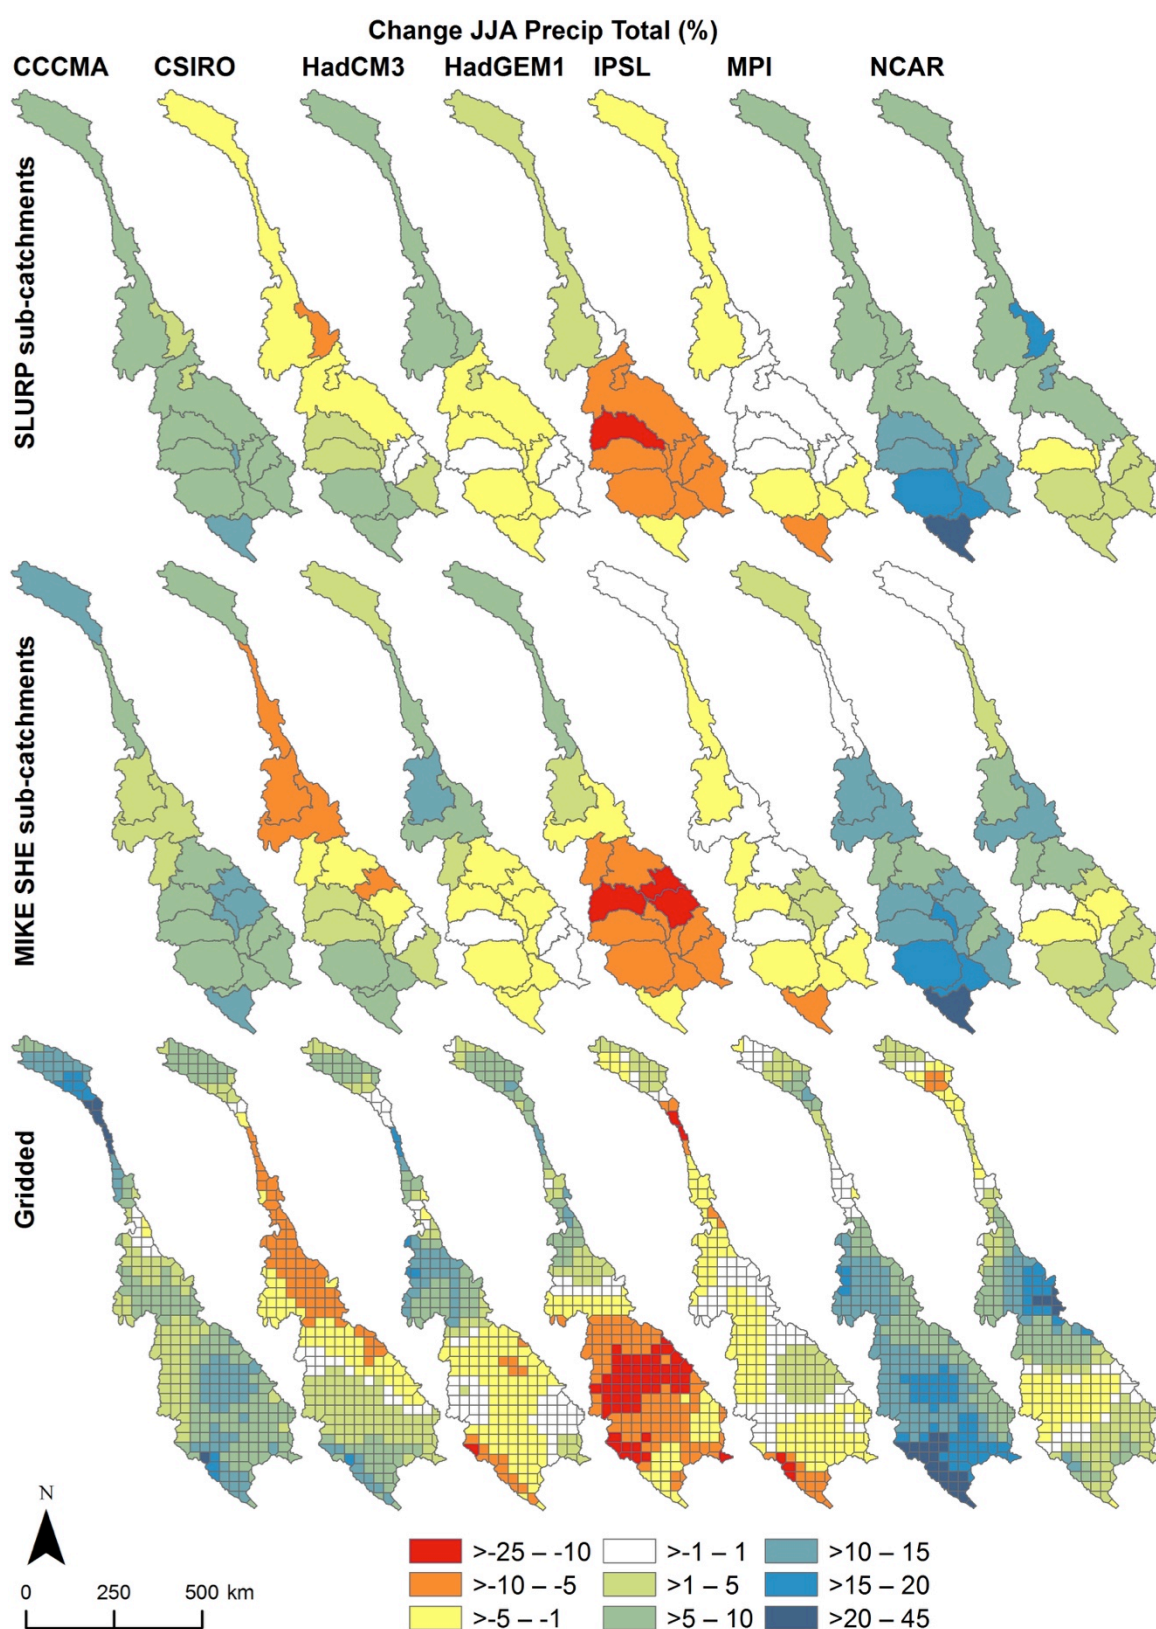 Change JJA Precip Total (%)
CCCMA CSIRO HadCM3 HadGEM1 IPSL MPI NCAR
SLURP sub-catchments
MIKE SHE sub-catchments
Gridded
N
0 250 500 km
>-25 – -10 >-1 – 1 >10 – 15
>-10 – -5 >1 – 5 >15 – 20
>-5 – -1 >5 – 10 >20 – 45